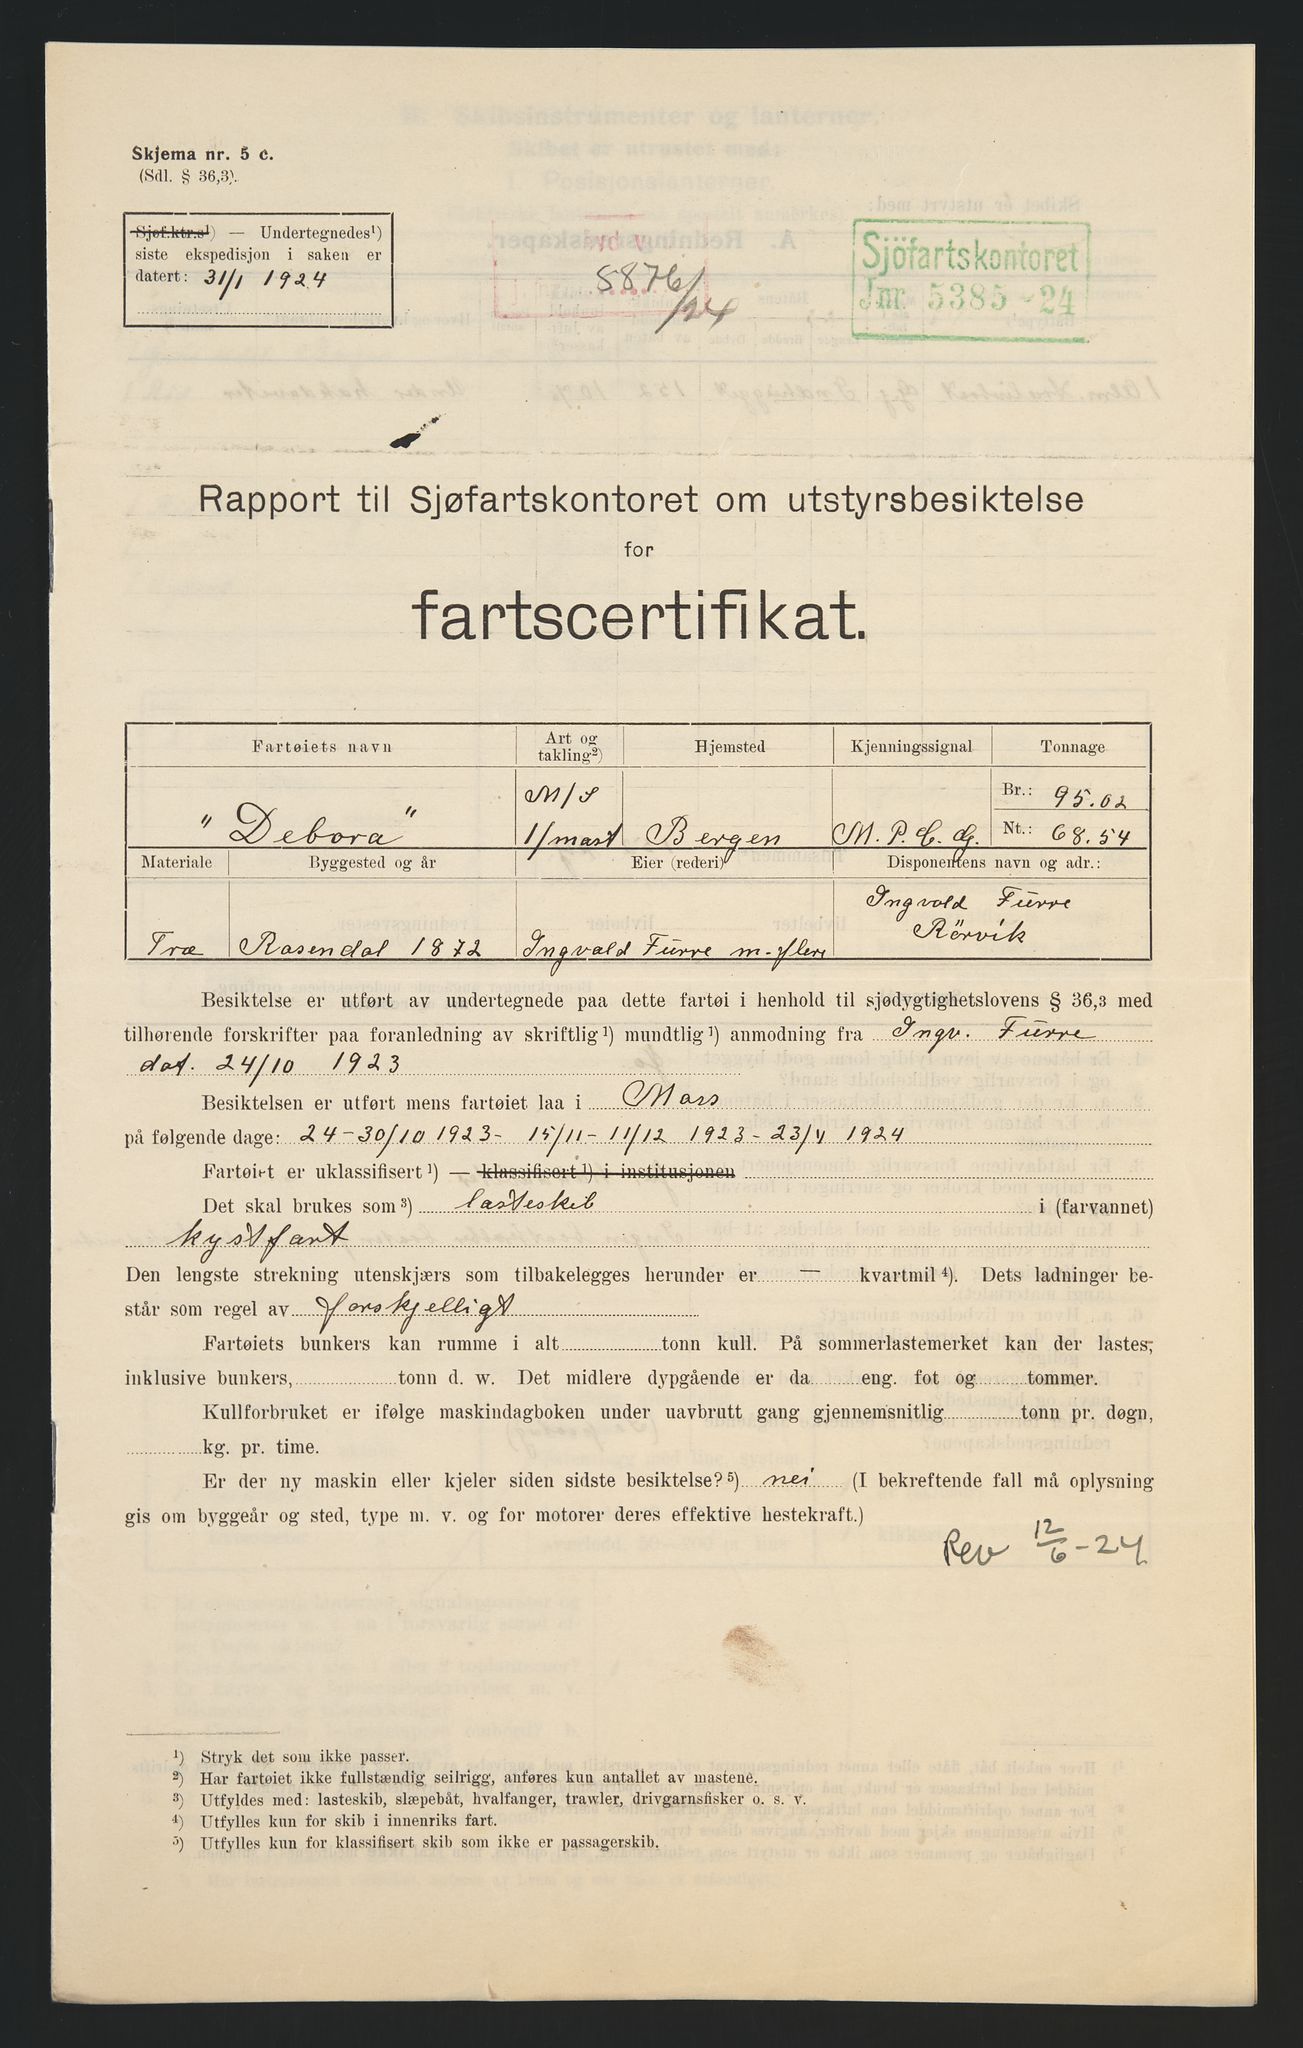 Skjema nr. 5 c.
(Sdl. § 36,3).
Sjøf.ktr.s¹) — Undertegnedes¹)
siste ekspedisjon i saken er
datert: 31/1 1924
5876/
/24
Sjöfartskontoret
Jnr. 5385-24
Rapport til Sjøfartskontoret om utstyrsbesiktelse
for
fartscertifikat.
Fartøiets navn | Art og takling²) | Hjemsted | Kjenningssignal | Tonnage
"Debora" | M/S 1/mast | Bergen | M. P. C. G. | Br.: 95.02
Nt.: 68.54
Materiale | Byggested og år | Eier (rederi) | Disponentens navn og adr.:
Træ | Rosendal 1872 | Ingvald Furre m. flere | Ingvald Furre Rörvik
Besiktelse er utført av undertegnede paa dette fartøi i henhold til sjødygtighetslovens § 36,3 med
tilhørende forskrifter paa foranledning av skriftlig¹) mundtlig¹) anmodning fra Ingv. Furre
dat. 24/10 1923
Besiktelsen er utført mens fartøiet laa i Mars
på følgende dage: 24-30/10 1923- 15/11- 11/12 1923- 23/1 1924
Fartøiet er uklassifisert¹) — klassifisert¹) i institusjonen
Det skal brukes som³) lasteskib i (farvannet)
kystfart
Den lengste strekning utenskjærs som tilbakelegges herunder er — kvartmil⁴). Dets ladninger be-
står som regel av forskjelligt
Fartøiets bunkers kan rumme i alt tonn kull. På sommerlastemerket kan der lastes,
inklusive bunkers, tonn d. w. Det midlere dypgående er da eng. fot og tommer.
Kullforbruket er ifølge maskindagboken under uavbrutt gang gjennemsnitlig tonn pr. døgn,
kg. pr. time.
Er der ny maskin eller kjeler siden sidste besiktelse?⁵) nei (I bekreftende fall må oplysning
gis om byggeår og sted, type m. v. og for motorer deres effektive hestekraft.)
Rev 12/6-24
¹) Stryk det som ikke passer.
²) Har fartøiet ikke fullstændig seilrigg, anføres kun antallet av mastene.
³) Utfyldes med: lasteskib, slæpebåt, hvalfanger, trawler, drivgarnsfisker o. s. v.
⁴) Utfylles kun for skib i innenriks fart.
⁵) Utfylles kun for klassifisert skib som ikke er passagerskib.